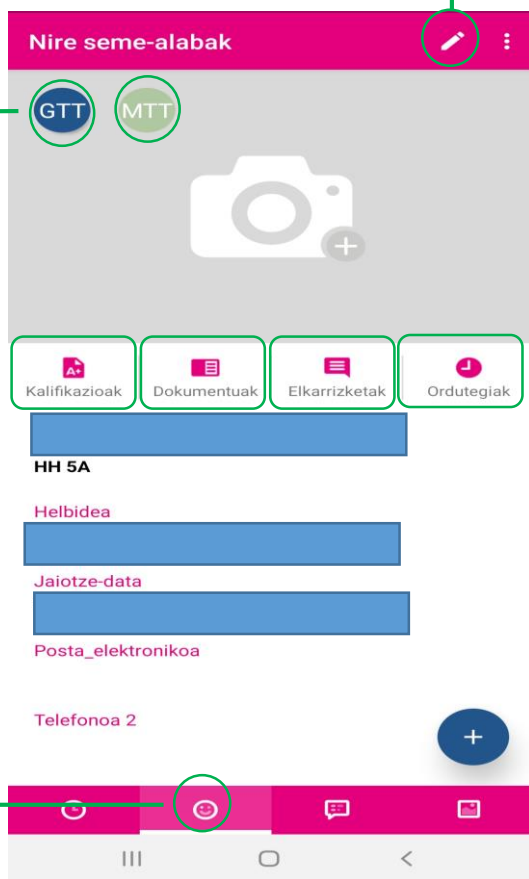 Nire seme-alabak
GTT MTT
Kalifikazioak Dokumentuak Elkarrizketak Ordutegiak
HH 5A
Helbidea
Jaiotze-data
Posta_elektronikoa
Telefonoa 2